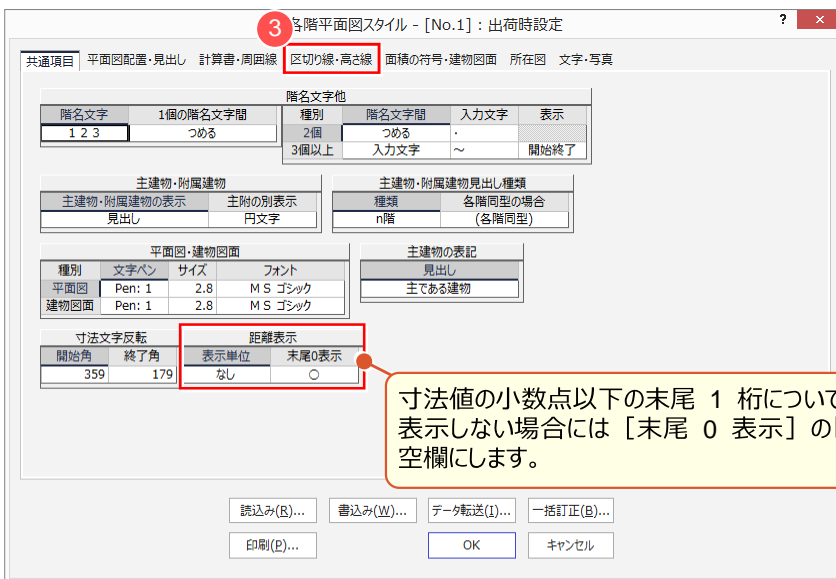 3 各階平面図スタイル - [No.1] : 出荷時設定 ? x
共通項目 平面図配置・見出し 計算書・周囲線 区切り線・高さ線 面積の符号・建物図面 所在図 文字・写真
階名文字他
階名文字 1個の階名文字間 種別 階名文字間 入力文字 表示
1 2 3 つめる 2個 つめる ・
3個以上 入力文字 ～ 開始終了
主建物・附属建物 主建物・附属建物見出し種類
主建物・附属建物の表示 主附の別表示 種類 各階同型の場合
見出し 円文字 n階 (各階同型)
平面図・建物図面 主建物の表記
種別 文字ペン サイズ フォント 見出し
平面図 Pen: 1 2.8 ＭＳ ゴシック 主である建物
建物図面 Pen: 1 2.8 ＭＳ ゴシック
寸法文字反転 距離表示
開始角 終了角 表示単位 末尾0表示
359 179 なし ○
寸法値の小数点以下の末尾 1 桁について
表示しない場合には［末尾 0 表示］の
空欄にします。
読込み(R)... 書込み(W)... データ転送(I)... 一括訂正(B)...
印刷(P)... OK キャンセル